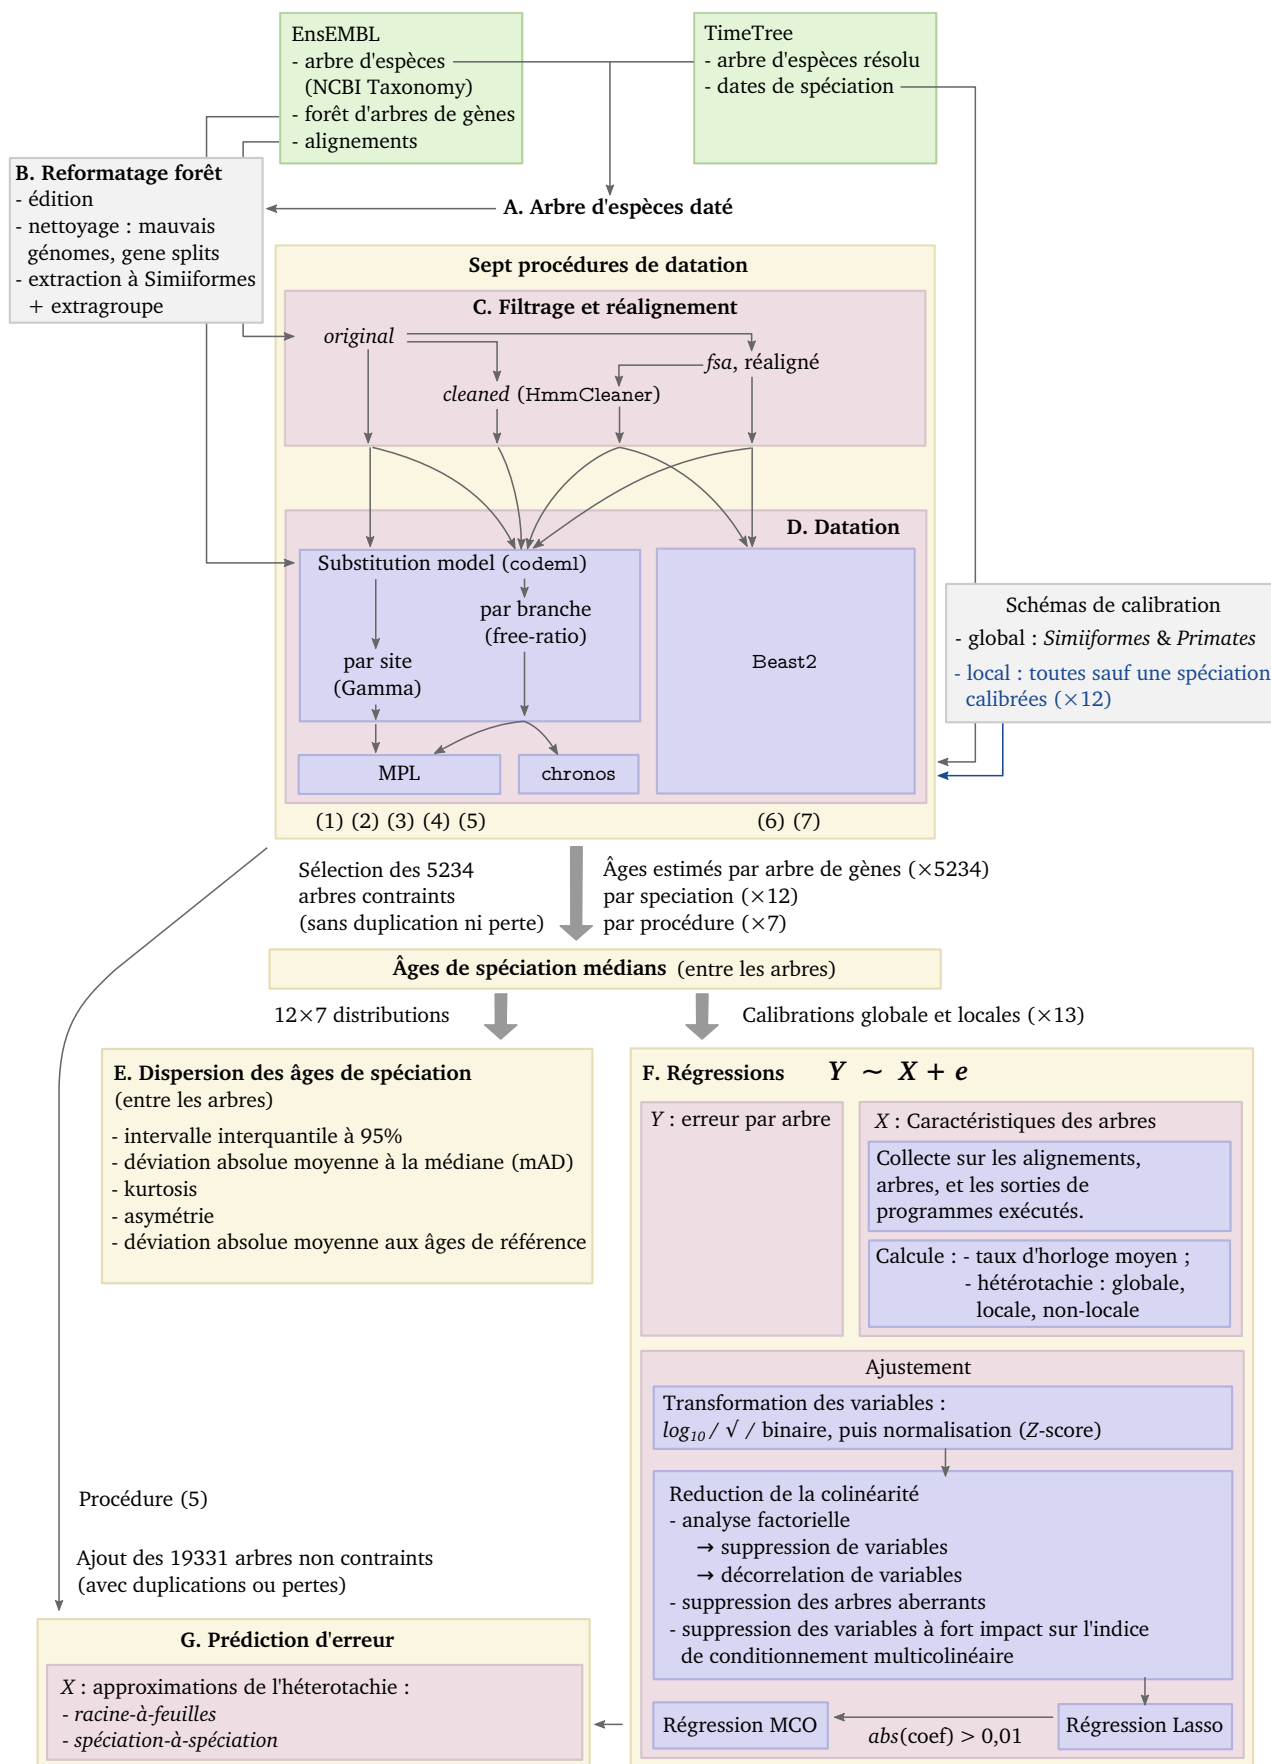 EnsEMBL
- arbre d'espèces
(NCBI Taxonomy)
- forêt d'arbres de gènes
- alignements
TimeTree
- arbre d'espèces résolu
- dates de spéciation
B. Reformatage forêt
- édition
- nettoyage : mauvais
génomes, gene splits
- extraction à Simiiformes
+ extragroupe
A. Arbre d'espèces daté
Sept procédures de datation
C. Filtrage et réalignement
original
fsa, réaligné
cleaned (HmmCleaner)
D. Datation
Substitution model (codeml)
par branche
(free-ratio)
par site
(Gamma)
Beast2
MPL
chronos
(1) (2) (3) (4) (5)
(6) (7)
Schémas de calibration
- global : Simiiformes & Primates
- local : toutes sauf une spéciation
calibrées (×12)
Sélection des 5234
arbres contraints
(sans duplication ni perte)
Âges estimés par arbre de gènes (×5234)
par speciation (×12)
par procédure (×7)
Âges de spéciation médians (entre les arbres)
12×7 distributions
Calibrations globale et locales (×13)
E. Dispersion des âges de spéciation
(entre les arbres)
- intervalle interquantile à 95%
- déviation absolue moyenne à la médiane (mAD)
- kurtosis
- asymétrie
- déviation absolue moyenne aux âges de référence
F. Régressions Y ~ X + e
Y : erreur par arbre
X : Caractéristiques des arbres
Collecte sur les alignements,
arbres, et les sorties de
programmes exécutés.
Calcule : - taux d'horloge moyen ;
- hétérotachie : globale,
locale, non-locale
Ajustement
Transformation des variables :
log10 / √ / binaire, puis normalisation (Z-score)
Reduction de la colinéarité
- analyse factorielle
→ suppression de variables
→ décorrelation de variables
- suppression des arbres aberrants
- suppression des variables à fort impact sur l'indice
de conditionnement multicolinéaire
Régression MCO
abs(coef) > 0,01
Régression Lasso
Procédure (5)
Ajout des 19331 arbres non contraints
(avec duplications ou pertes)
G. Prédiction d'erreur
X : approximations de l'héterotachie :
- racine-à-feuilles
- spéciation-à-spéciation